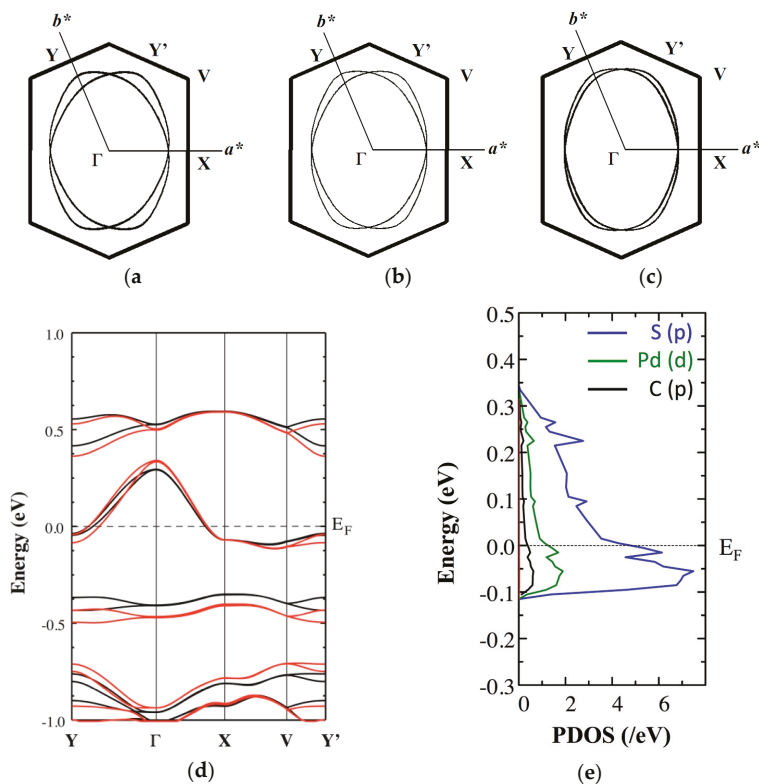 b* b* b*
Y Y' Y Y' Y Y'
V V V
Γ X a* Γ X a* Γ X a*
(a) (b) (c)
1.0
0.5
0.0
-0.5
-1.0
Energy (eV)
E_F
Y Γ X V Y'
(d)
0.5
0.4
0.3
0.2
0.1
0.0
-0.1
-0.2
-0.3
Energy (eV)
S (p)
Pd (d)
C (p)
E_F
0 2 4 6
PDOS (/eV)
(e)